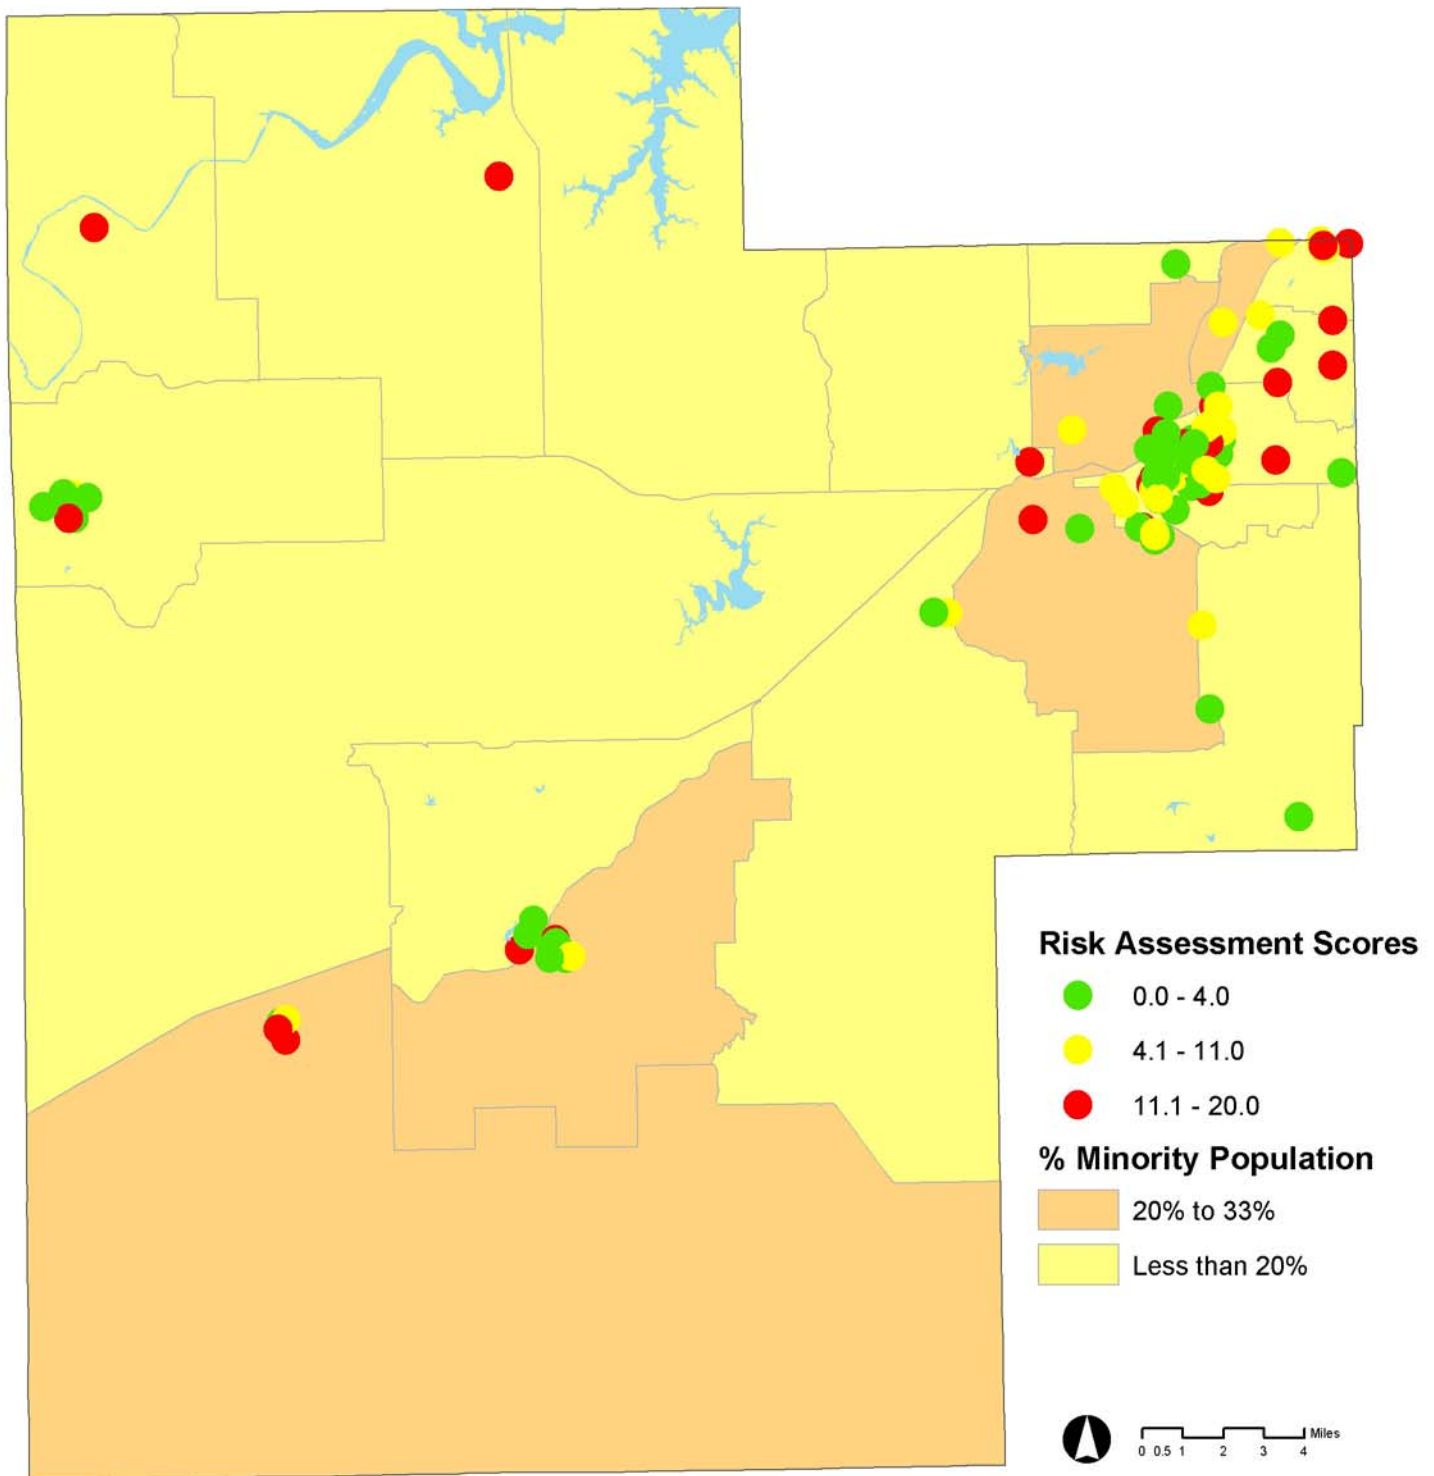 Risk Assessment Scores
0.0 - 4.0
4.1 - 11.0
11.1 - 20.0
% Minority Population
20% to 33%
Less than 20%
Miles
0 0.5 1 2 3 4